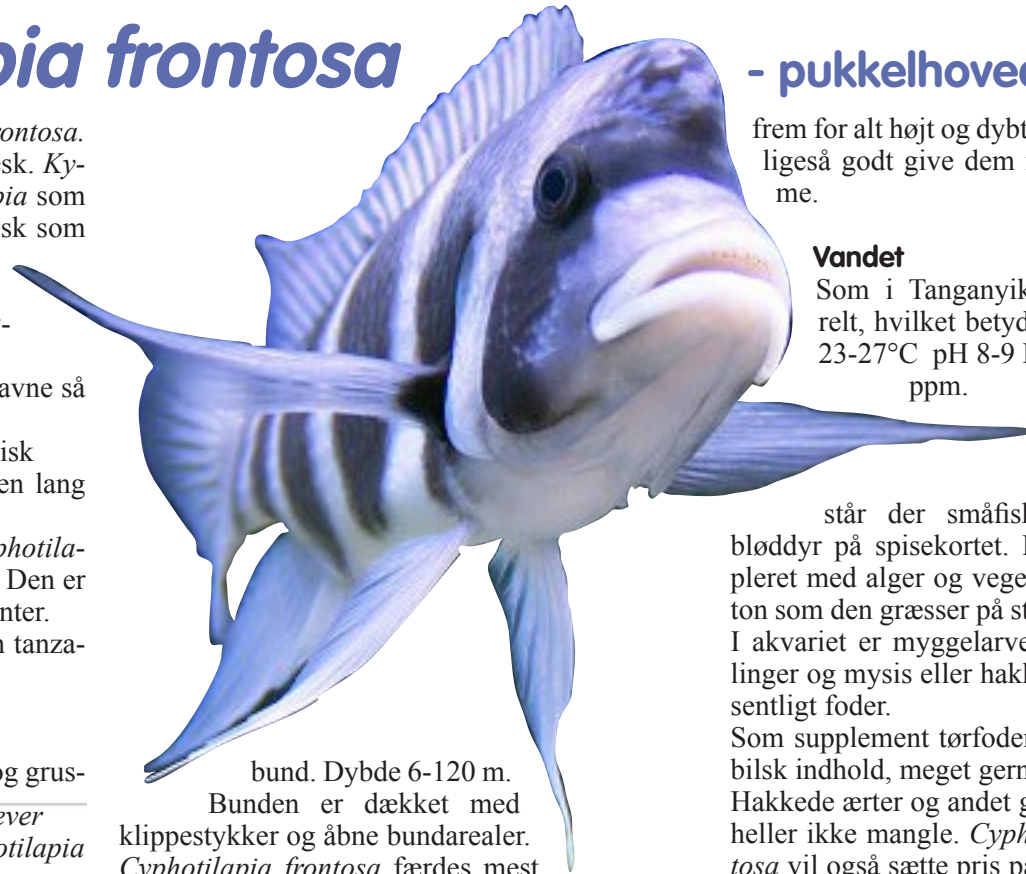 pia frontosa
- pukkelhoved
rontosa.
esk. Ky-
pia som
sk som
avne så
isk
en lang
photila-
Den er
nter.
n tanza-
og grus-
ever
otilapia
bund. Dybde 6-120 m.
Bunden er dækket med
klippestykker og åbne bundarealer.
Cyphotilapia frontosa færdes mest
frem for alt højt og dybt
ligeså godt give dem
me.
Vandet
Som i Tanganyik
relt, hvilket betyd
23-27°C pH 8-9
ppm.
står der småfisk
bløddyr på spisekortet.
pleret med alger og vege
ton som den græsser på st
I akvariet er myggelarve
linger og mysis eller hakk
sentligt foder.
Som supplement tørfoder
bilsk indhold, meget gern
Hakkede ærter og andet g
heller ikke mangle. Cyph
tosa vil også sætte pris på